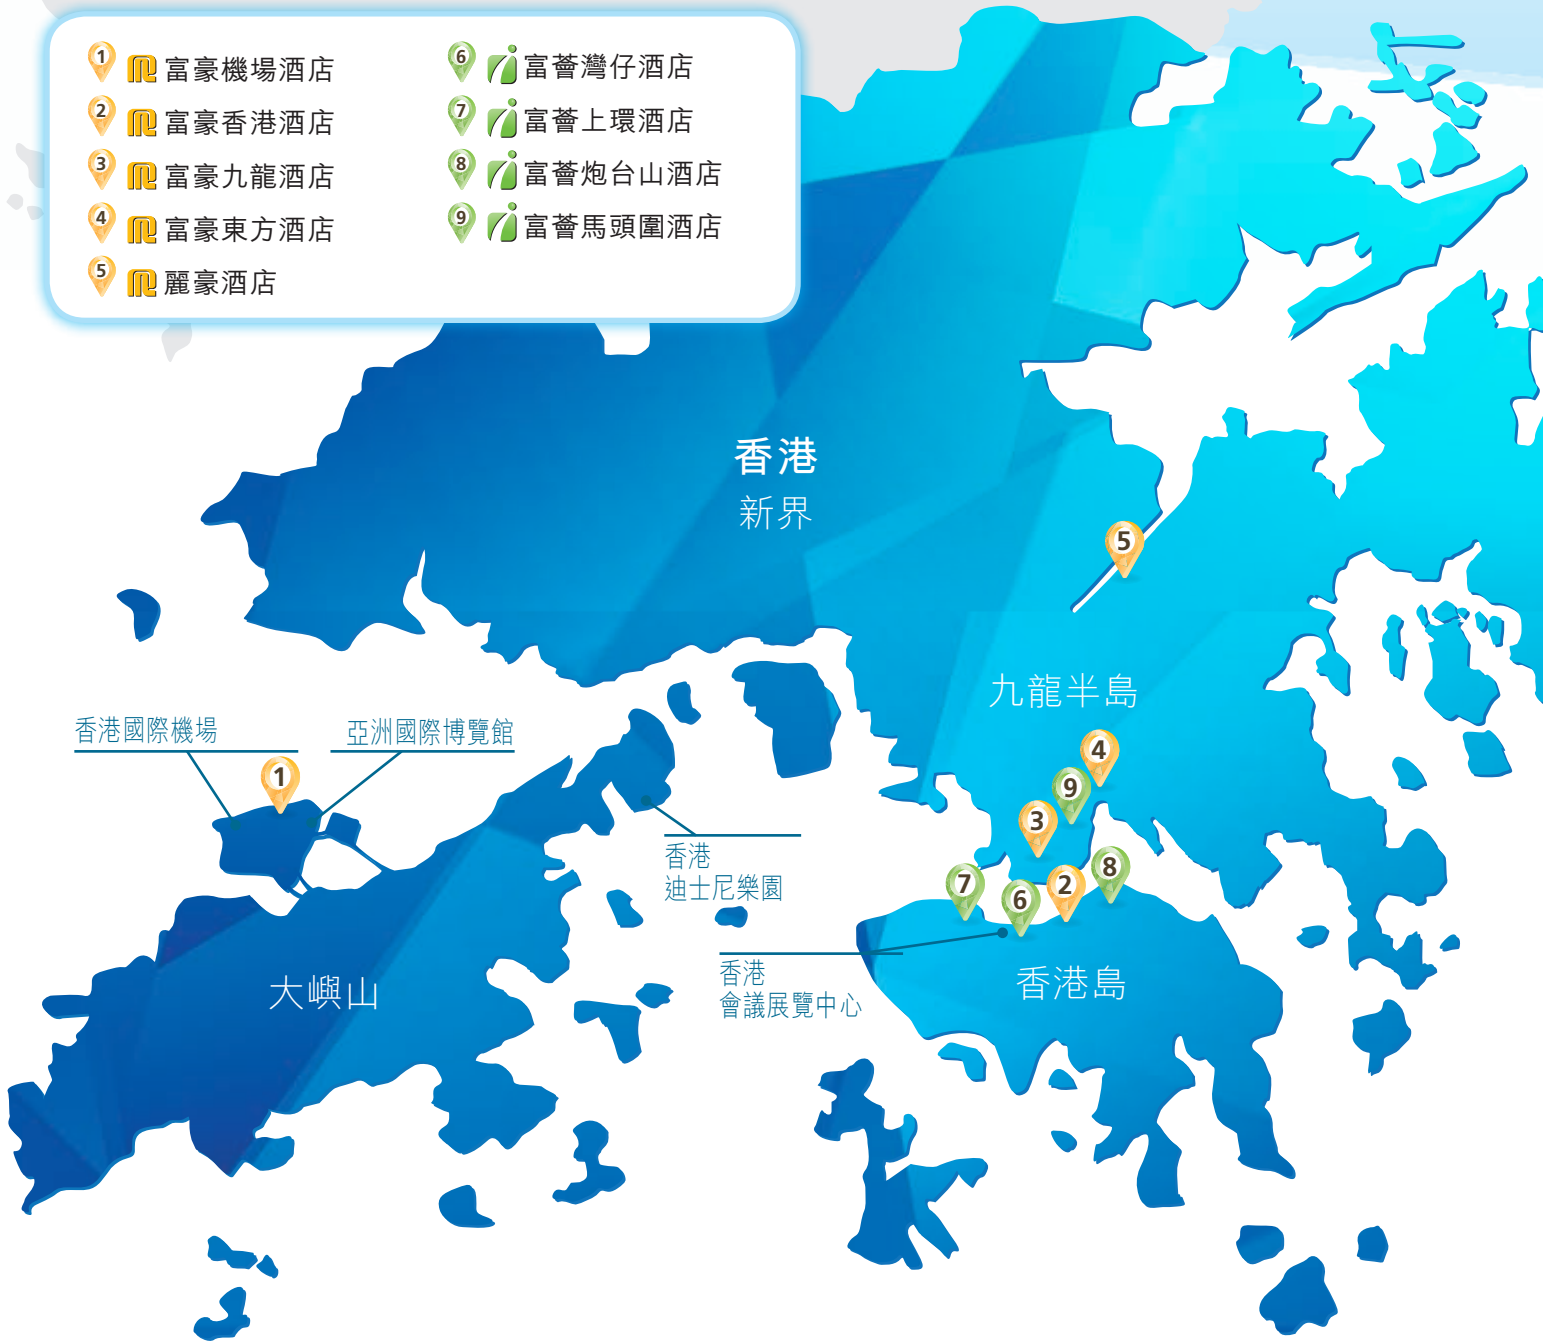 1 富豪機場酒店
2 富豪香港酒店
3 富豪九龍酒店
4 富豪東方酒店
5 麗豪酒店
6 富薈灣仔酒店
7 富薈上環酒店
8 富薈炮台山酒店
9 富薈馬頭圍酒店
香港
新界
5
九龍半島
香港國際機場
亞洲國際博覽館
1
4
9
3
香港
迪士尼樂園
7
6
2
8
香港
會議展覽中心
香港島
大嶼山